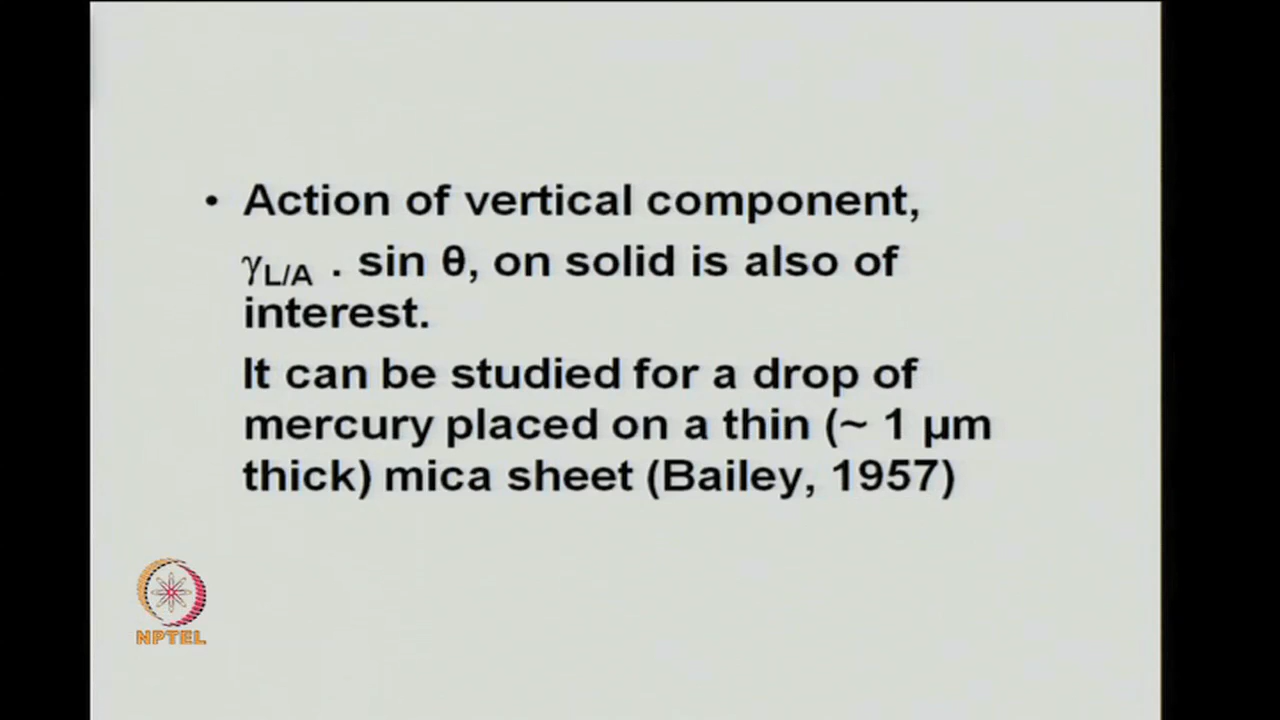 • Action of vertical component,
γL/A . sin θ, on solid is also of
interest.
It can be studied for a drop of
mercury placed on a thin (~ 1 µm
thick) mica sheet (Bailey, 1957)
NPTEL